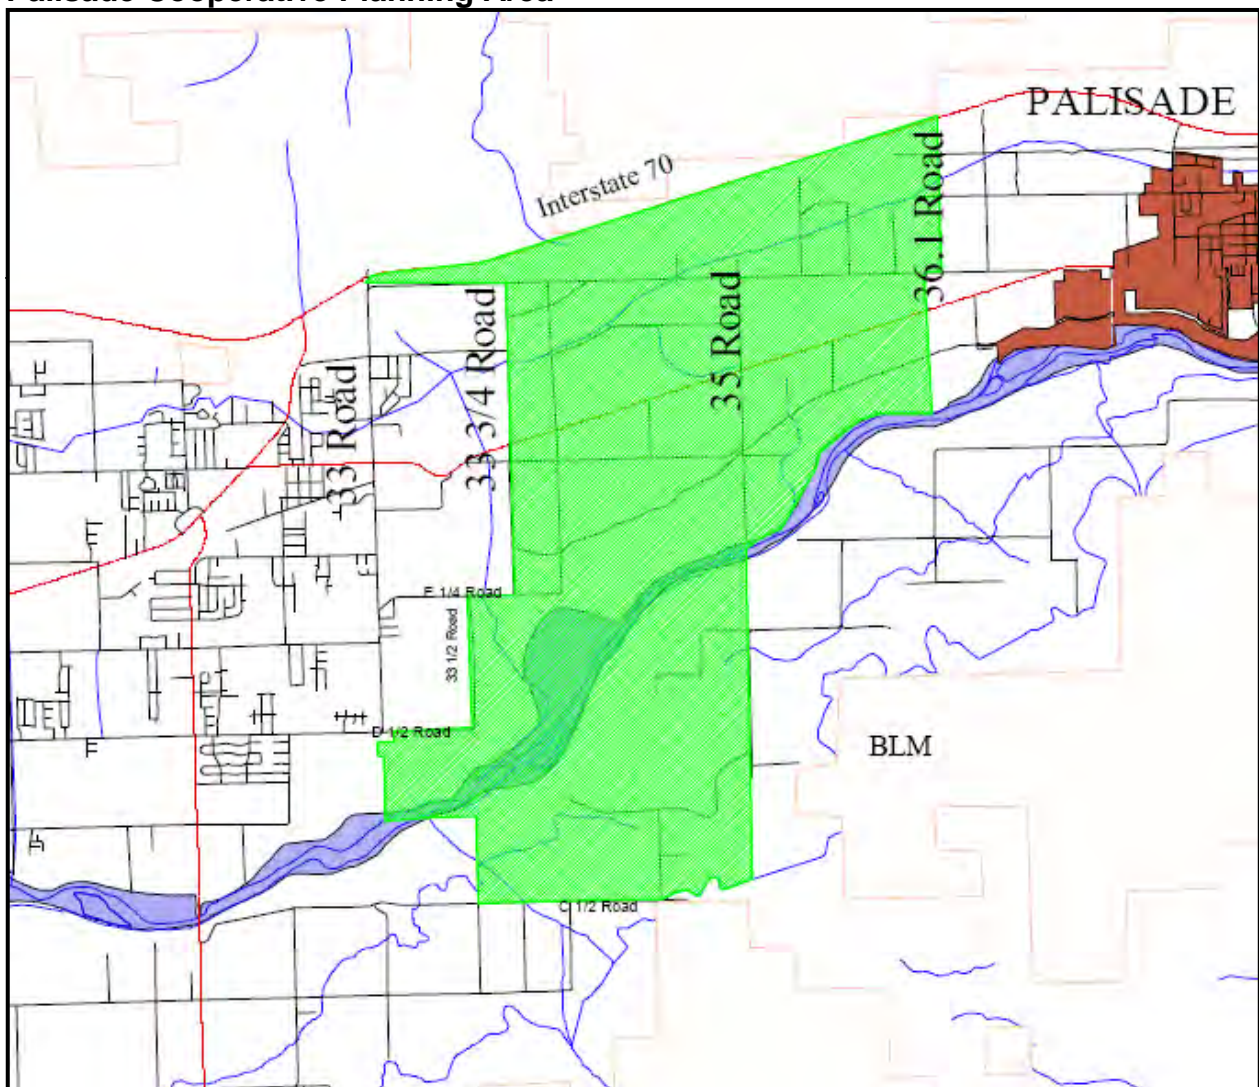 Palisade Cooperative Planning Area
PALISADE
Interstate 70
36.1 Road
35 Road
33 3/4 Road
33 Road
E 1/4 Road
33 1/2 Road
D 1/2 Road
BLM
C 1/2 Road